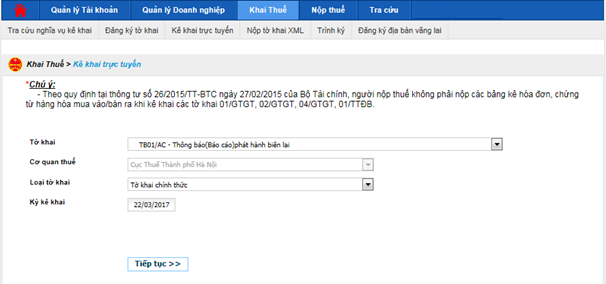 Quản lý Tài khoản Quản lý Doanh nghiệp Khai Thuế Nộp thuế Tra cứu
Tra cứu nghĩa vụ kê khai Đăng ký tờ khai Kê khai trực tuyến Nộp tờ khai XML Trình ký Đăng ký địa bàn vãng lai
Khai Thuế > Kê khai trực tuyến
*Chú ý:
- Theo quy định tại thông tư số 26/2015/TT-BTC ngày 27/02/2015 của Bộ Tài chính, người nộp thuế không phải nộp các bảng kê hóa đơn, chứng
từ hàng hóa mua vào/bán ra khi kê khai các tờ khai 01/GTGT, 02/GTGT, 04/GTGT, 01/TTĐB.
Tờ khai TB01/AC - Thông báo(Báo cáo)phát hành biên lai
Cơ quan thuế Cục Thuế Thành phố Hà Nội
Loại tờ khai Tờ khai chính thức
Kỳ kê khai 22/03/2017
Tiếp tục >>